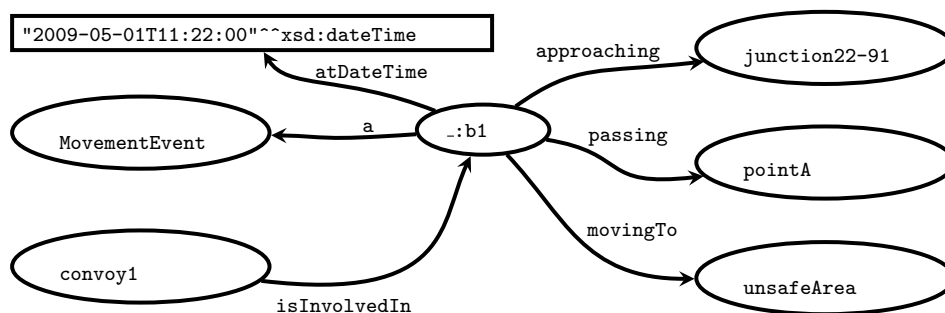 "2009-05-01T11:22:00"^^xsd:dateTime
approaching
junction22-91
atDateTime
MovementEvent
a
_:b1
passing
pointA
movingTo
convoy1
unsafeArea
isInvolvedIn